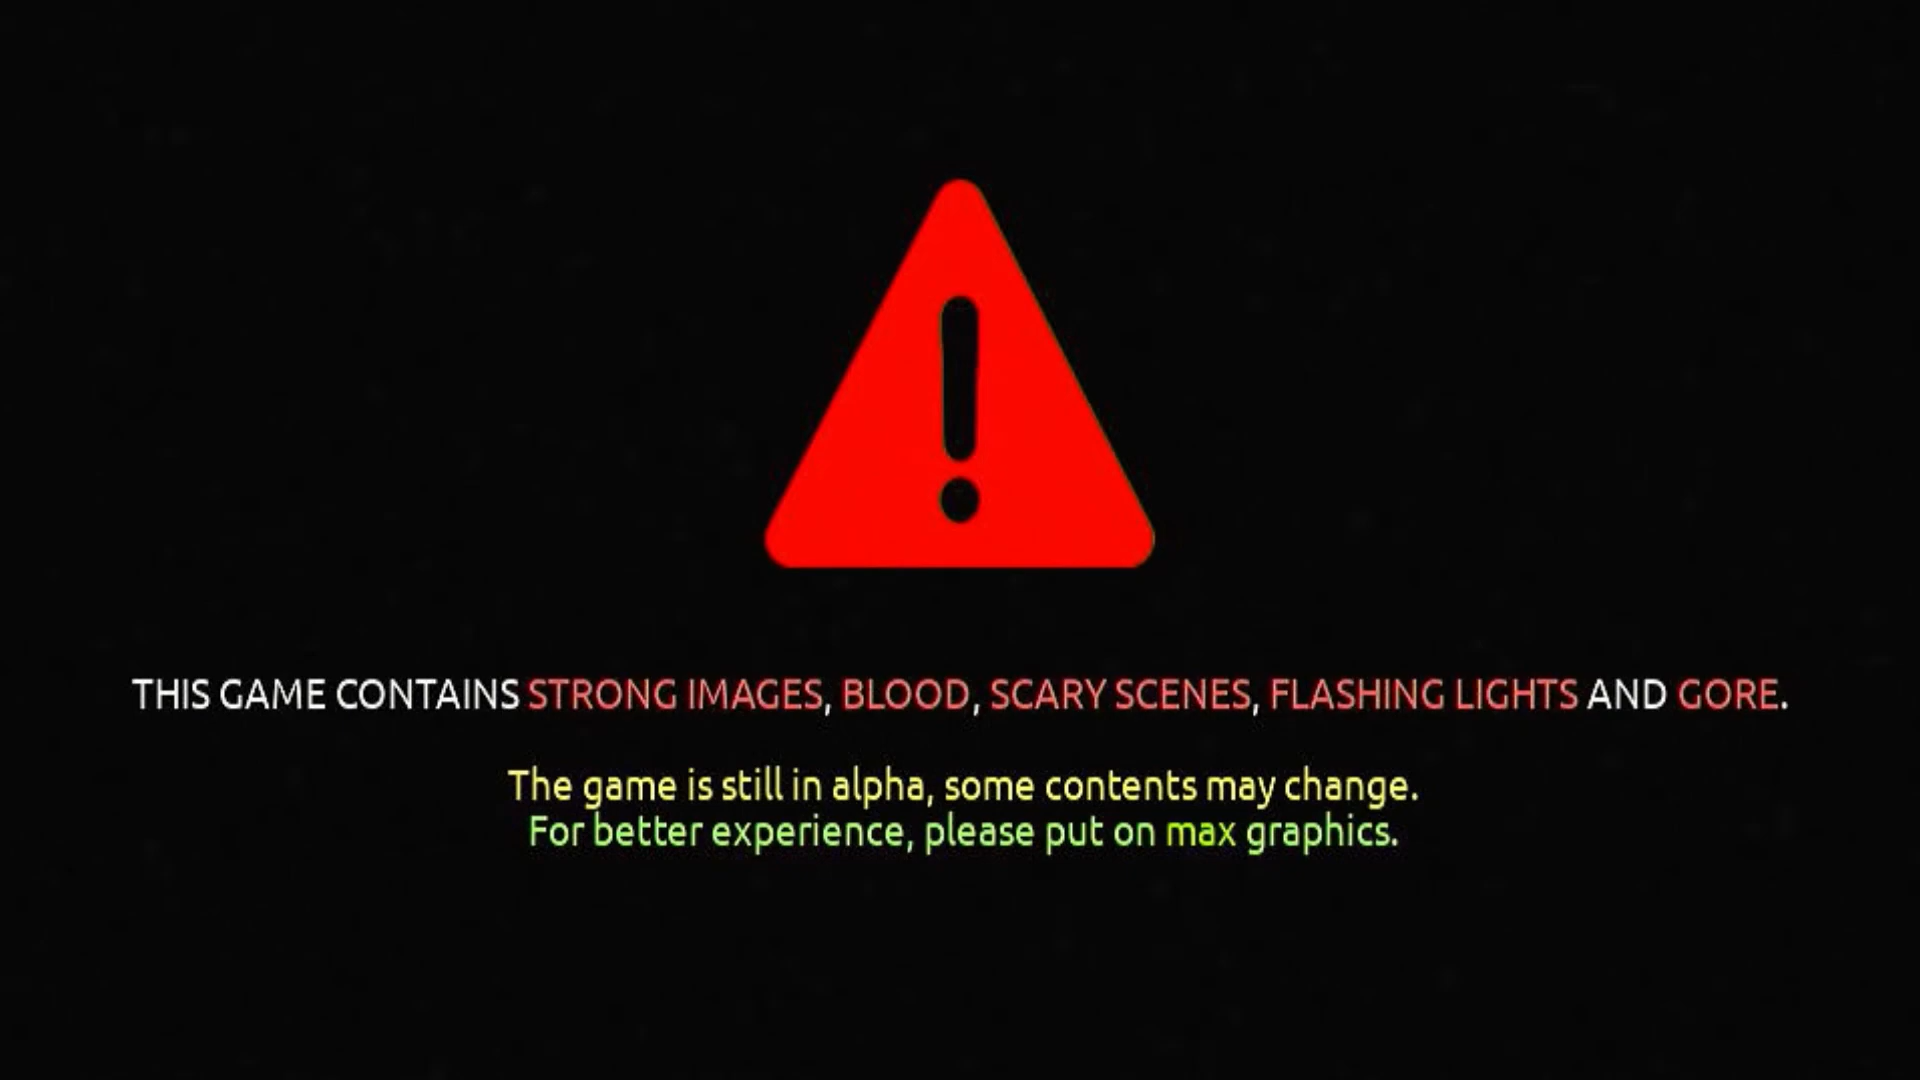 THIS GAME CONTAINS STRONG IMAGES, BLOOD, SCARY SCENES, FLASHING LIGHTS AND GORE.
The game is still in alpha, some contents may change.
For better experience, please put on max graphics.